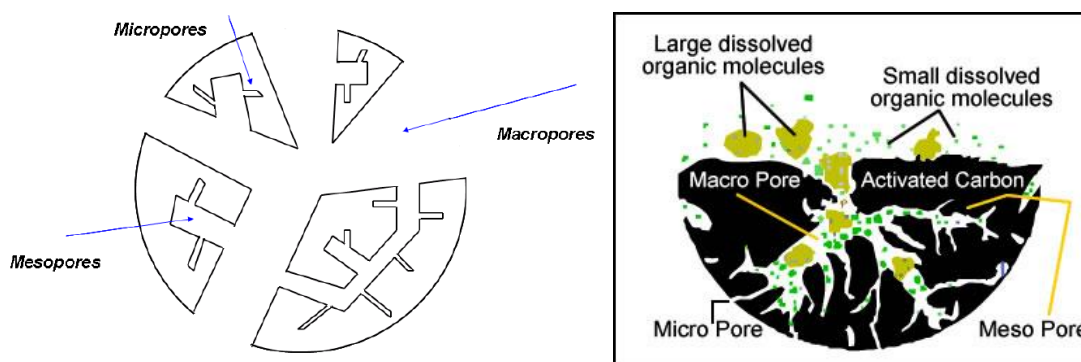 Micropores
Macropores
Mesopores
Large dissolved
organic molecules
Small dissolved
organic molecules
Macro Pore
Activated Carbon
Micro Pore
Meso Pore